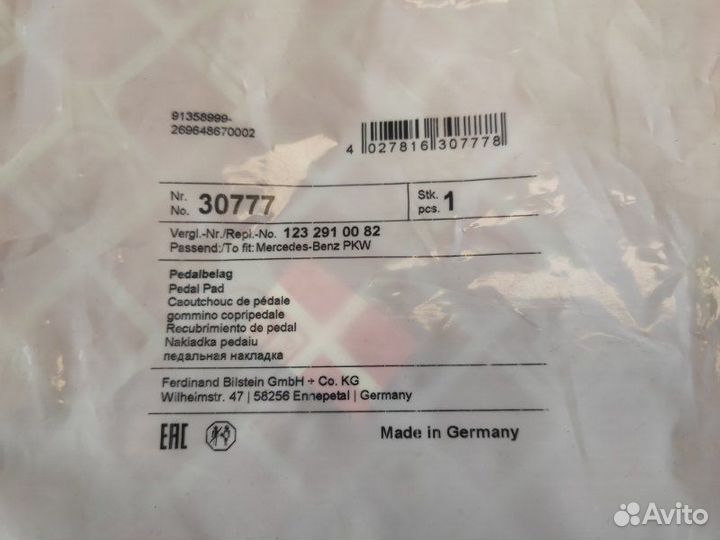 91358999-
269648670002
4 027816 307778
Nr.
No. 30777
Stk.
pcs. 1
Vergl.-Nr./Repl.-No. 123 291 00 82
Passend:/To fit: Mercedes-Benz PKW
Pedalbelag
Pedal Pad
Caoutchouc de pédale
gommino copripedale
Recubrimiento de pedal
Nakładka pedału
педальная накладка
Ferdinand Bilstein GmbH + Co. KG
Wilhelmstr. 47 | 58256 Ennepetal | Germany
EAC
Made in Germany
Avito